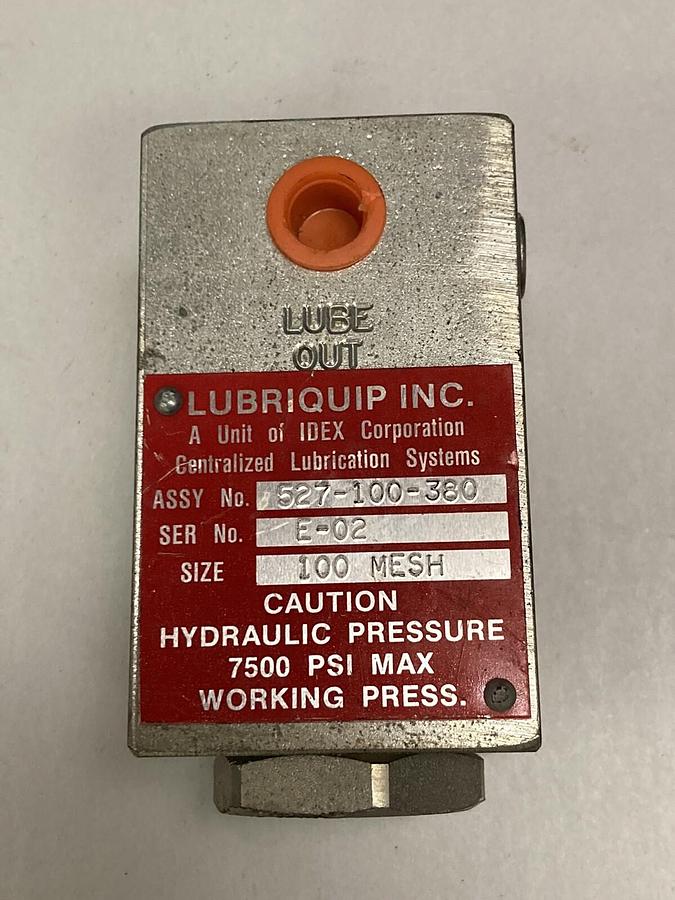 LUBE
OUT
LUBRIQUIP INC.
A Unit of IDEX Corporation
Centralized Lubrication Systems
ASSY No. 527-100-380
SER No. E-02
SIZE 100 MESH
CAUTION
HYDRAULIC PRESSURE
7500 PSI MAX
WORKING PRESS.